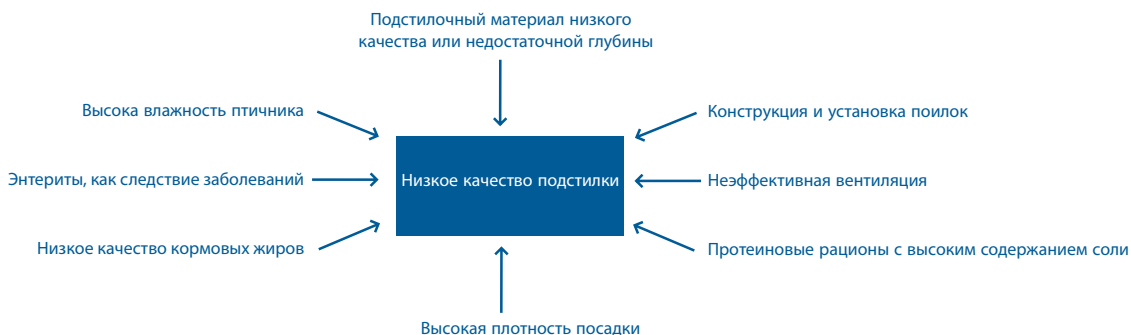 Подстилочный материал низкого
качества или недостаточной глубины
Высока влажность птичника
Конструкция и установка поилок
Энтериты, как следствие заболеваний
Низкое качество подстилки
Неэффективная вентиляция
Низкое качество кормовых жиров
Протеиновые рационы с высоким содержанием соли
Высокая плотность посадки